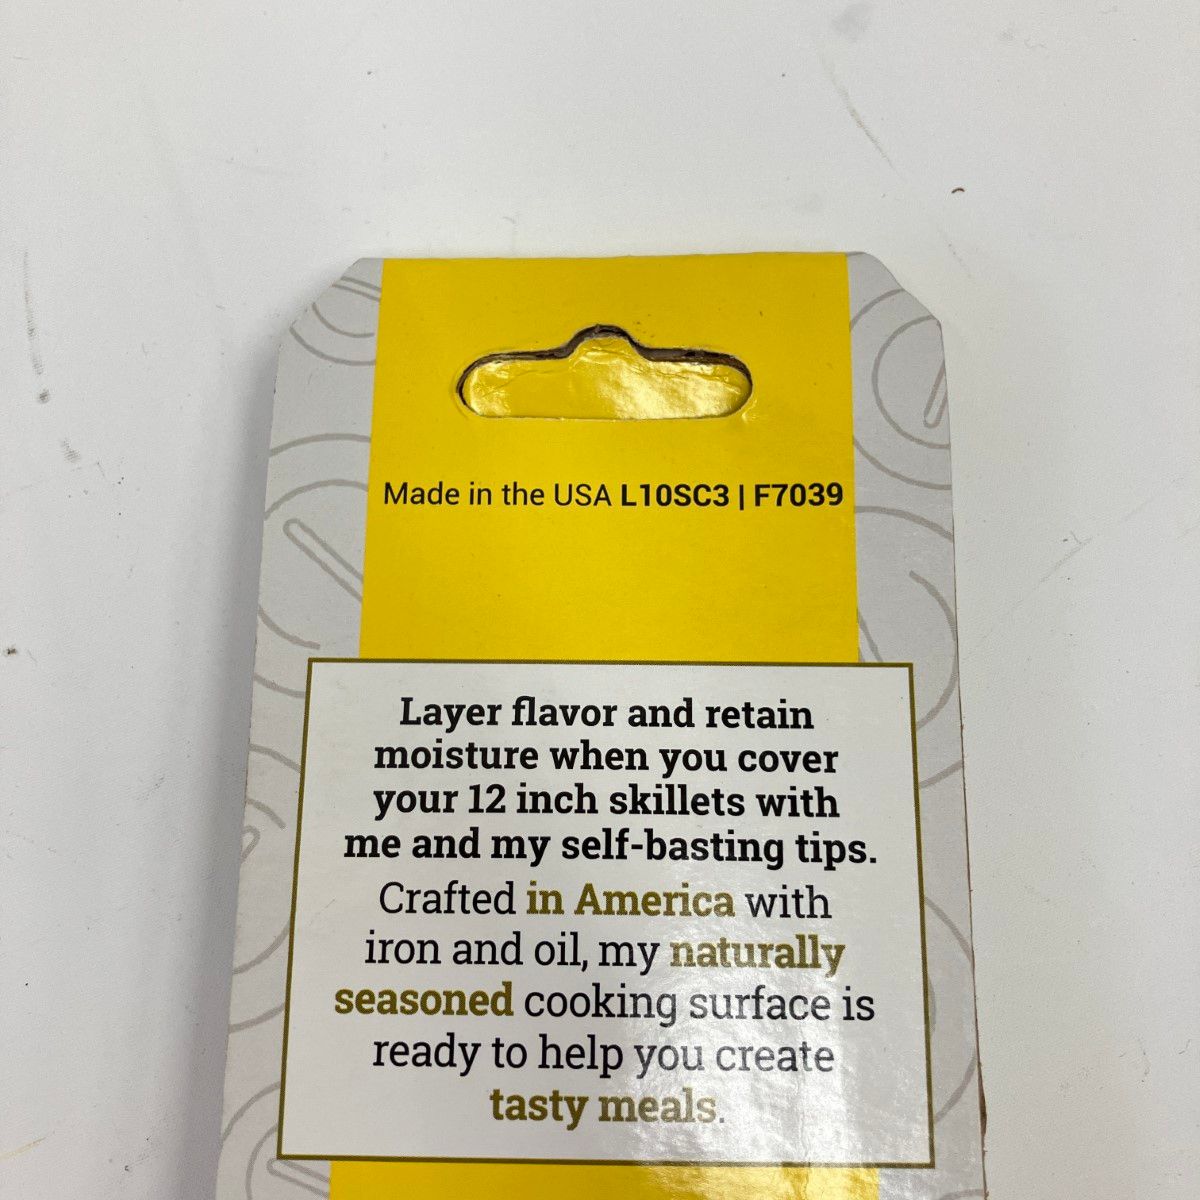 Made in the USA L10SC3 | F7039
Layer flavor and retain
moisture when you cover
your 12 inch skillets with
me and my self-basting tips.
Crafted in America with
iron and oil, my naturally
seasoned cooking surface is
ready to help you create
tasty meals.